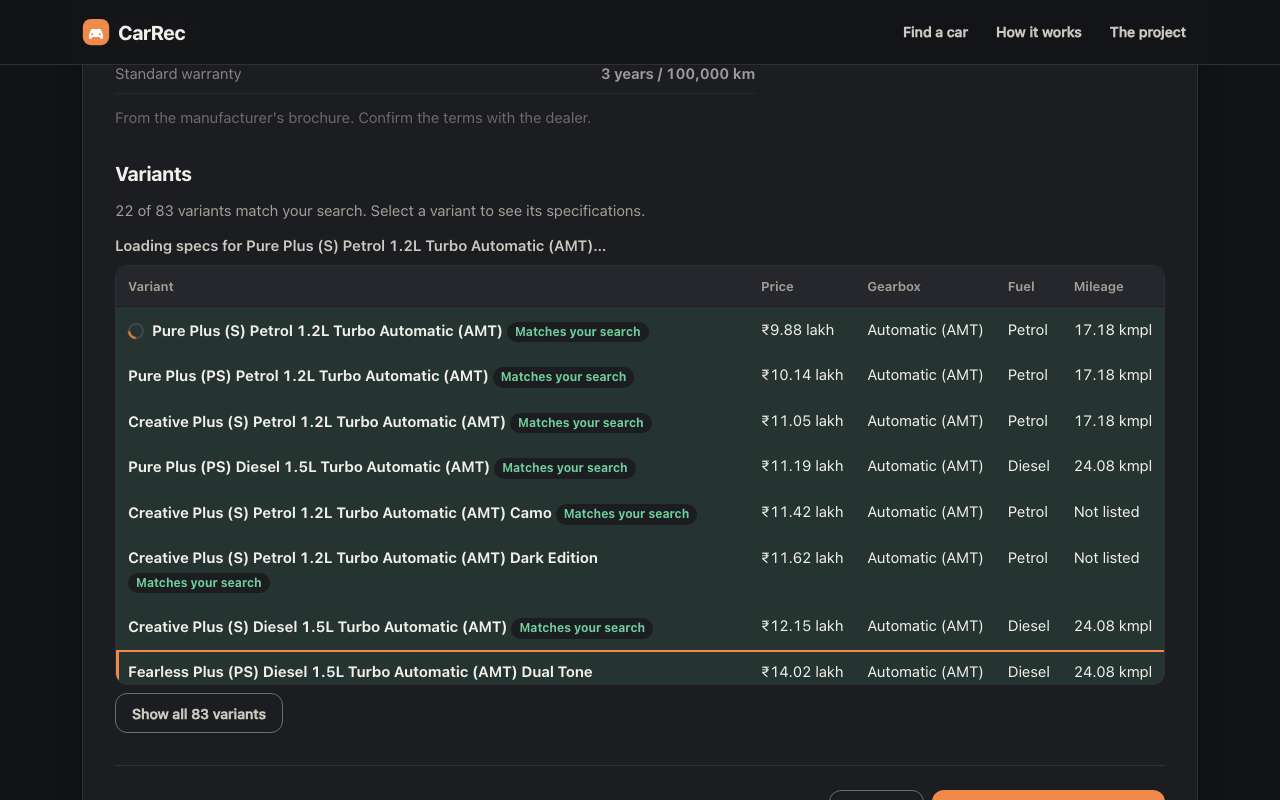 CarRec
Find a car
How it works
The project
Standard warranty
3 years / 100,000 km
From the manufacturer's brochure. Confirm the terms with the dealer.
Variants
22 of 83 variants match your search. Select a variant to see its specifications.
Loading specs for Pure Plus (S) Petrol 1.2L Turbo Automatic (AMT)...
Variant Price Gearbox Fuel Mileage
Pure Plus (S) Petrol 1.2L Turbo Automatic (AMT) Matches your search ₹9.88 lakh Automatic (AMT) Petrol 17.18 kmpl
Pure Plus (PS) Petrol 1.2L Turbo Automatic (AMT) Matches your search ₹10.14 lakh Automatic (AMT) Petrol 17.18 kmpl
Creative Plus (S) Petrol 1.2L Turbo Automatic (AMT) Matches your search ₹11.05 lakh Automatic (AMT) Petrol 17.18 kmpl
Pure Plus (PS) Diesel 1.5L Turbo Automatic (AMT) Matches your search ₹11.19 lakh Automatic (AMT) Diesel 24.08 kmpl
Creative Plus (S) Petrol 1.2L Turbo Automatic (AMT) Camo Matches your search ₹11.42 lakh Automatic (AMT) Petrol Not listed
Creative Plus (S) Petrol 1.2L Turbo Automatic (AMT) Dark Edition ₹11.62 lakh Automatic (AMT) Petrol Not listed
Matches your search
Creative Plus (S) Diesel 1.5L Turbo Automatic (AMT) Matches your search ₹12.15 lakh Automatic (AMT) Diesel 24.08 kmpl
Fearless Plus (PS) Diesel 1.5L Turbo Automatic (AMT) Dual Tone ₹14.02 lakh Automatic (AMT) Diesel 24.08 kmpl
Show all 83 variants